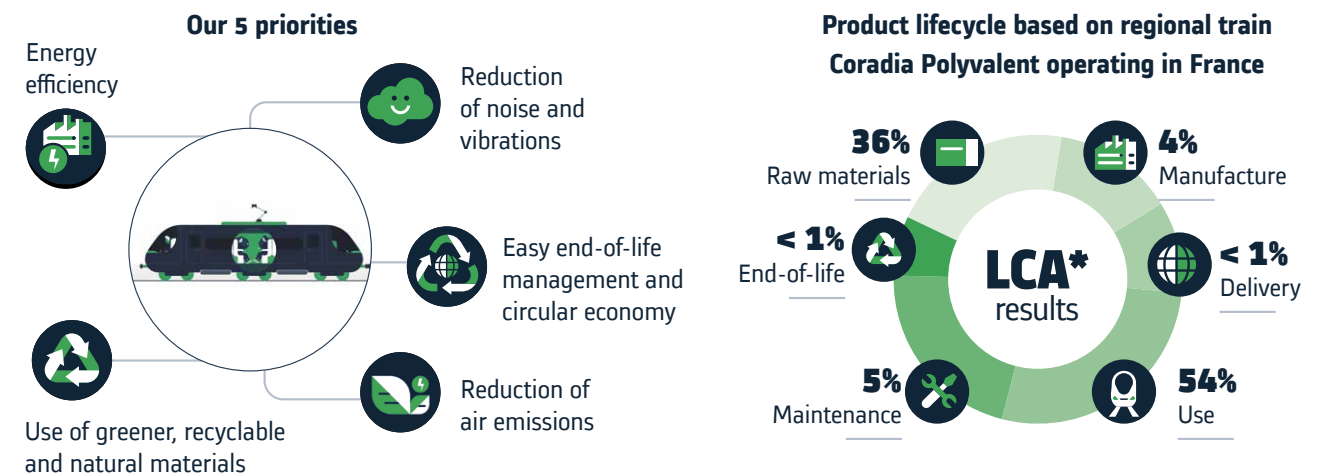 Our 5 priorities
Energy
efficiency
Reduction
of noise and
vibrations
Easy end-of-life
management and
circular economy
Use of greener, recyclable
and natural materials
Reduction of
air emissions
Product lifecycle based on regional train
Coradia Polyvalent operating in France
36%
Raw materials
4%
Manufacture
< 1%
End-of-life
< 1%
Delivery
LCA*
results
5%
Maintenance
54%
Use